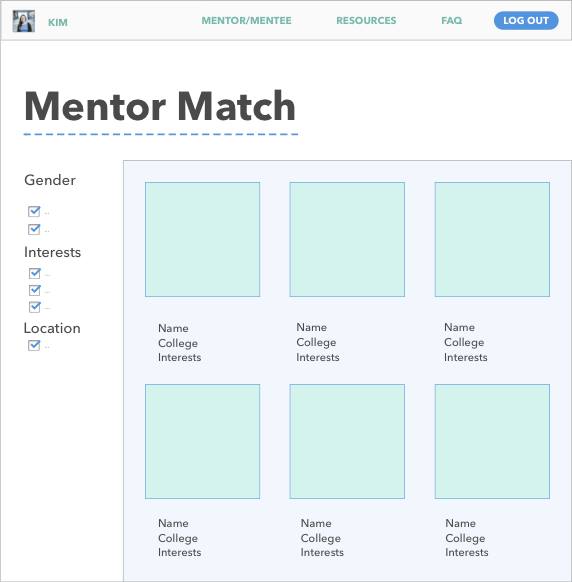 KIM MENTOR/MENTEE RESOURCES FAQ LOG OUT
Mentor Match
Gender
..
..
Interests
..
..
..
Location
..
Name
College
Interests
Name
College
Interests
Name
College
Interests
Name
College
Interests
Name
College
Interests
Name
College
Interests